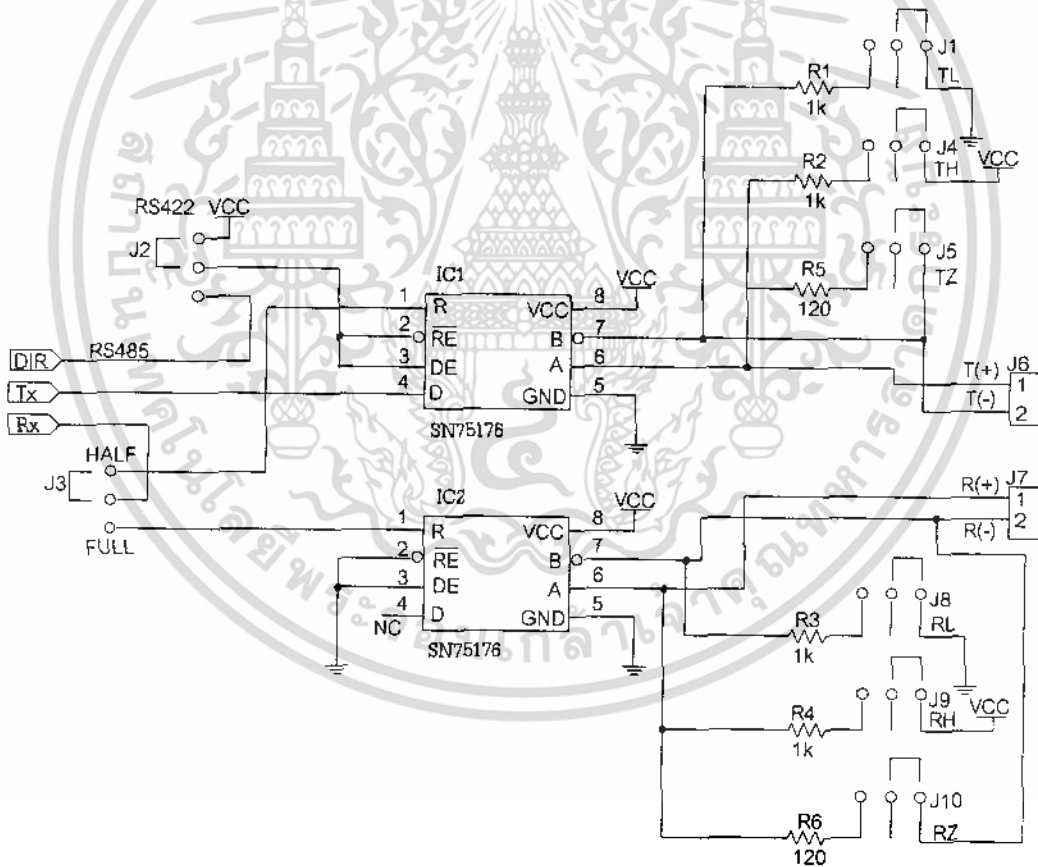 J1
TL
R1
1k
J4
TH
VCC
R2
1k
J5
TZ
R5
120
RS422
VCC
J2
IC1
VCC
1
R
VCC
8
2
RE
B
7
3
DE
A
6
4
D
GND
5
SN75176
DIR
RS485
Tx
Rx
T(+)
J6
1
T(-)
2
HALF
J3
FULL
IC2
VCC
1
R
VCC
8
2
RE
B
7
3
DE
A
6
4
D
GND
5
NC
SN75176
R(+)
J7
1
R(-)
2
J8
RL
R3
1k
J9
RH
VCC
R4
1k
J10
RZ
R6
120